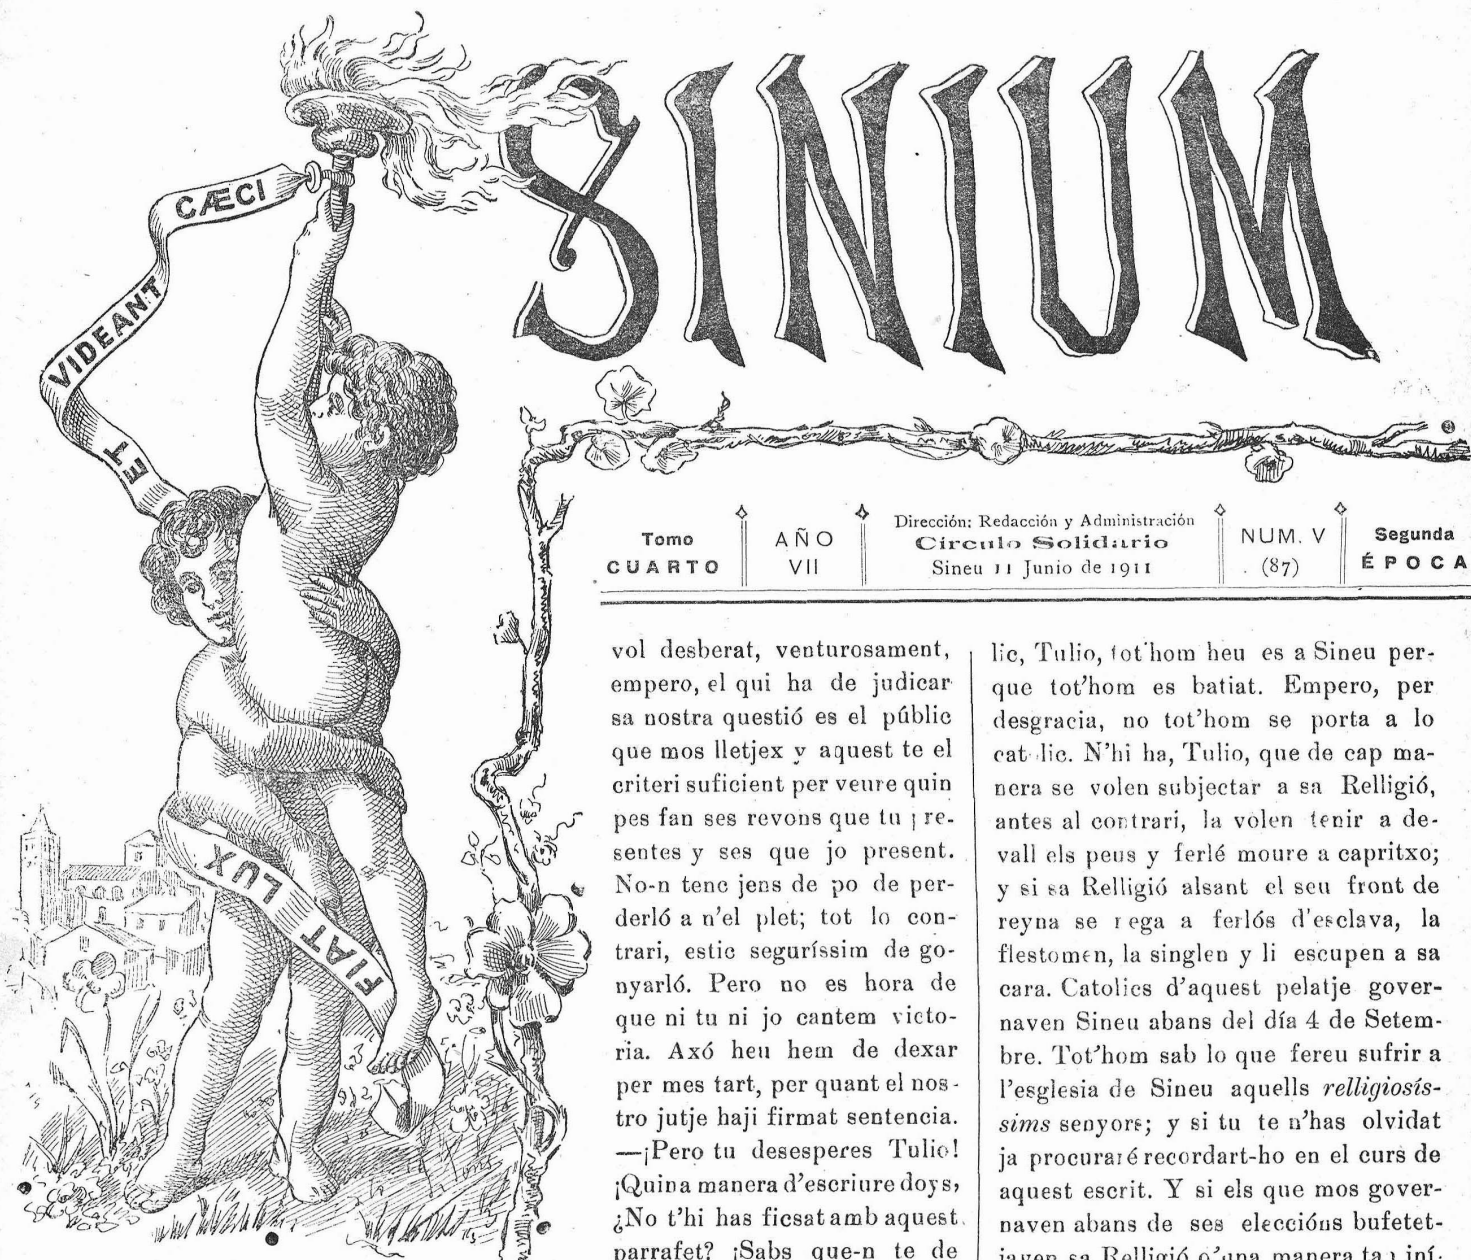 SINIUM
FIAT LUX
ET VIDEANT CÆCI
Tomo
CUARTO
AÑO
VII
Dirección: Redacción y Administración
Círculo Solidario
Sineu 11 Junio de 1911
NUM. V
(87)
Segunda
ÉPOCA
vol desberat, venturosament,
empero, el qui ha de judicar
sa nostra questió es el públic
que mos lletjex y aquest te el
criteri suficient per veure quin
pes fan ses revons que tu pre-
sentes y ses que jo present.
No-n tenc jens de po de per-
derló a n'el plet; tot lo con-
trari, estic seguríssim de go-
nyarló. Pero no es hora de
que ni tu ni jo cantem victo-
ria. Axó heu hem de dexar
per mes tart, per quant el nos-
tro jutje haji firmat sentencia.
—¡Pero tu desesperes Tulio!
¡Quina manera d'escriure doys,
¿No t'hi has ficsat amb aquest
parrafet? ¡Sabs que-n te de
lic, Tulio, tot'hom heu es a Sineu per-
que tot'hom es batiat. Empero, per
desgracia, no tot'hom se porta a lo
catolic. N'hi ha, Tulio, que de cap ma-
nera se volen subjectar a sa Relligió,
antes al contrari, la volen tenir a de-
vall els peus y ferlé moure a capritxo;
y si sa Relligió alsant el seu front de
reyna se nega a ferlós d'esclava, la
flestomen, la singlen y li escupen a sa
cara. Catolics d'aquest pelatje gover-
naven Sineu abans del día 4 de Setem-
bre. Tot'hom sab lo que fereu sufrir a
l'esglesia de Sineu aquells relligiosís-
sims senyors; y si tu te n'has olvidat
ja procuraré recordart-ho en el curs de
aquest escrit. Y si els que mos gover-
naven abans de ses eleccións bufetet-
javen sa Relligió d'una manera tan iní-